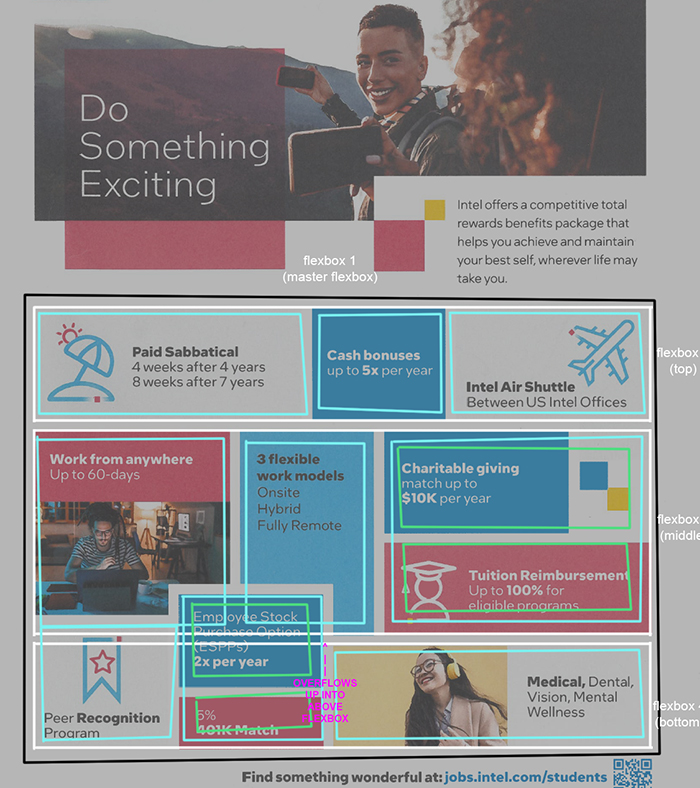 Do
Something
Exciting
Intel offers a competitive total
rewards benefits package that
helps you achieve and maintain
your best self, wherever life may
take you.
flexbox 1
(master flexbox)
Paid Sabbatical
4 weeks after 4 years
8 weeks after 7 years
Cash bonuses
up to 5x per year
Intel Air Shuttle
Between US Intel Offices
flexbox
(top)
Work from anywhere
Up to 60-days
3 flexible
work models
Onsite
Hybrid
Fully Remote
Charitable giving
match up to
$10K per year
flexbox
(middle
Tuition Reimbursement
Up to 100% for
eligible programs
Employee Stock
Purchase Option
(ESPPs)
2x per year
^
OVERFLOWS
UP INTO
ABOVE
FLEXBOX
Peer Recognition
Program
5%
401K Match
Medical, Dental,
Vision, Mental
Wellness
flexbox
(bottom
Find something wonderful at: jobs.intel.com/students